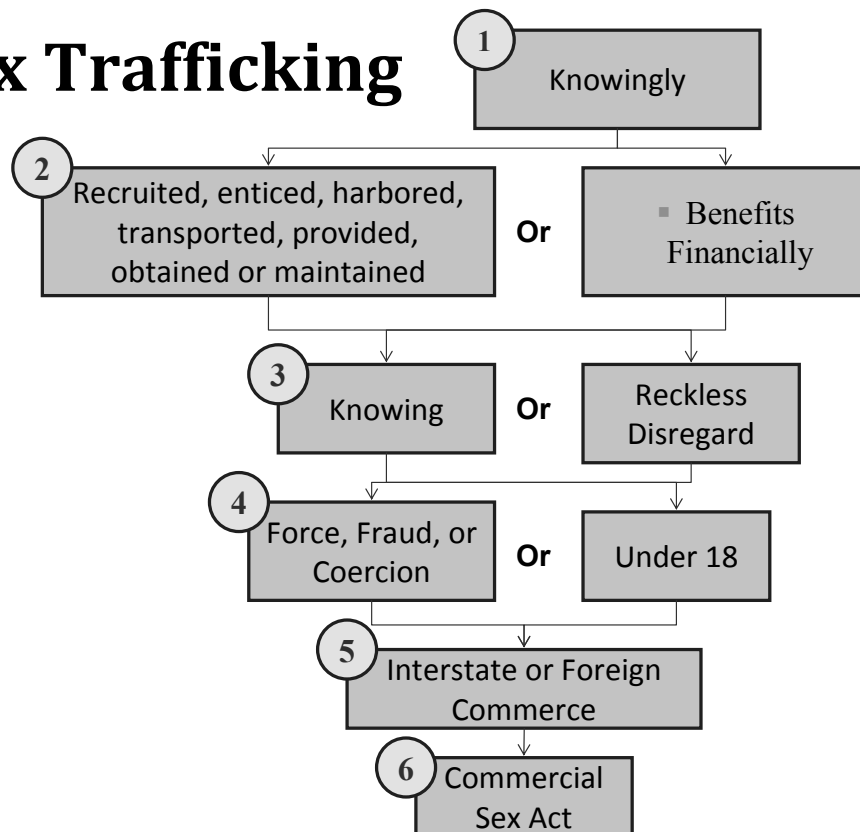 x Trafficking
1
Knowingly
2
Recruited, enticed, harbored,
transported, provided,
obtained or maintained
Or
▪ Benefits
Financially
3
Knowing
Or
Reckless
Disregard
4
Force, Fraud, or
Coercion
Or
Under 18
5
Interstate or Foreign
Commerce
6
Commercial
Sex Act